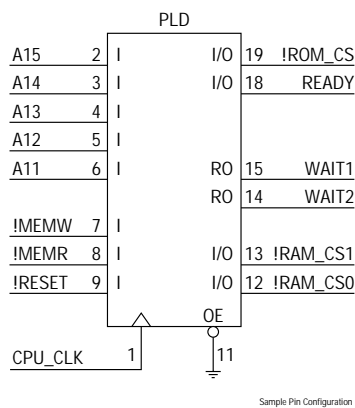 PLD
A15 2 I I/O 19 !ROM_CS
A14 3 I I/O 18 READY
A13 4 I
A12 5 I
A11 6 I RO 15 WAIT1
RO 14 WAIT2
!MEMW 7 I
!MEMR 8 I I/O 13 !RAM_CS1
!RESET 9 I I/O 12 !RAM_CS0
OE
CPU_CLK 1 11
Sample Pin Configuration